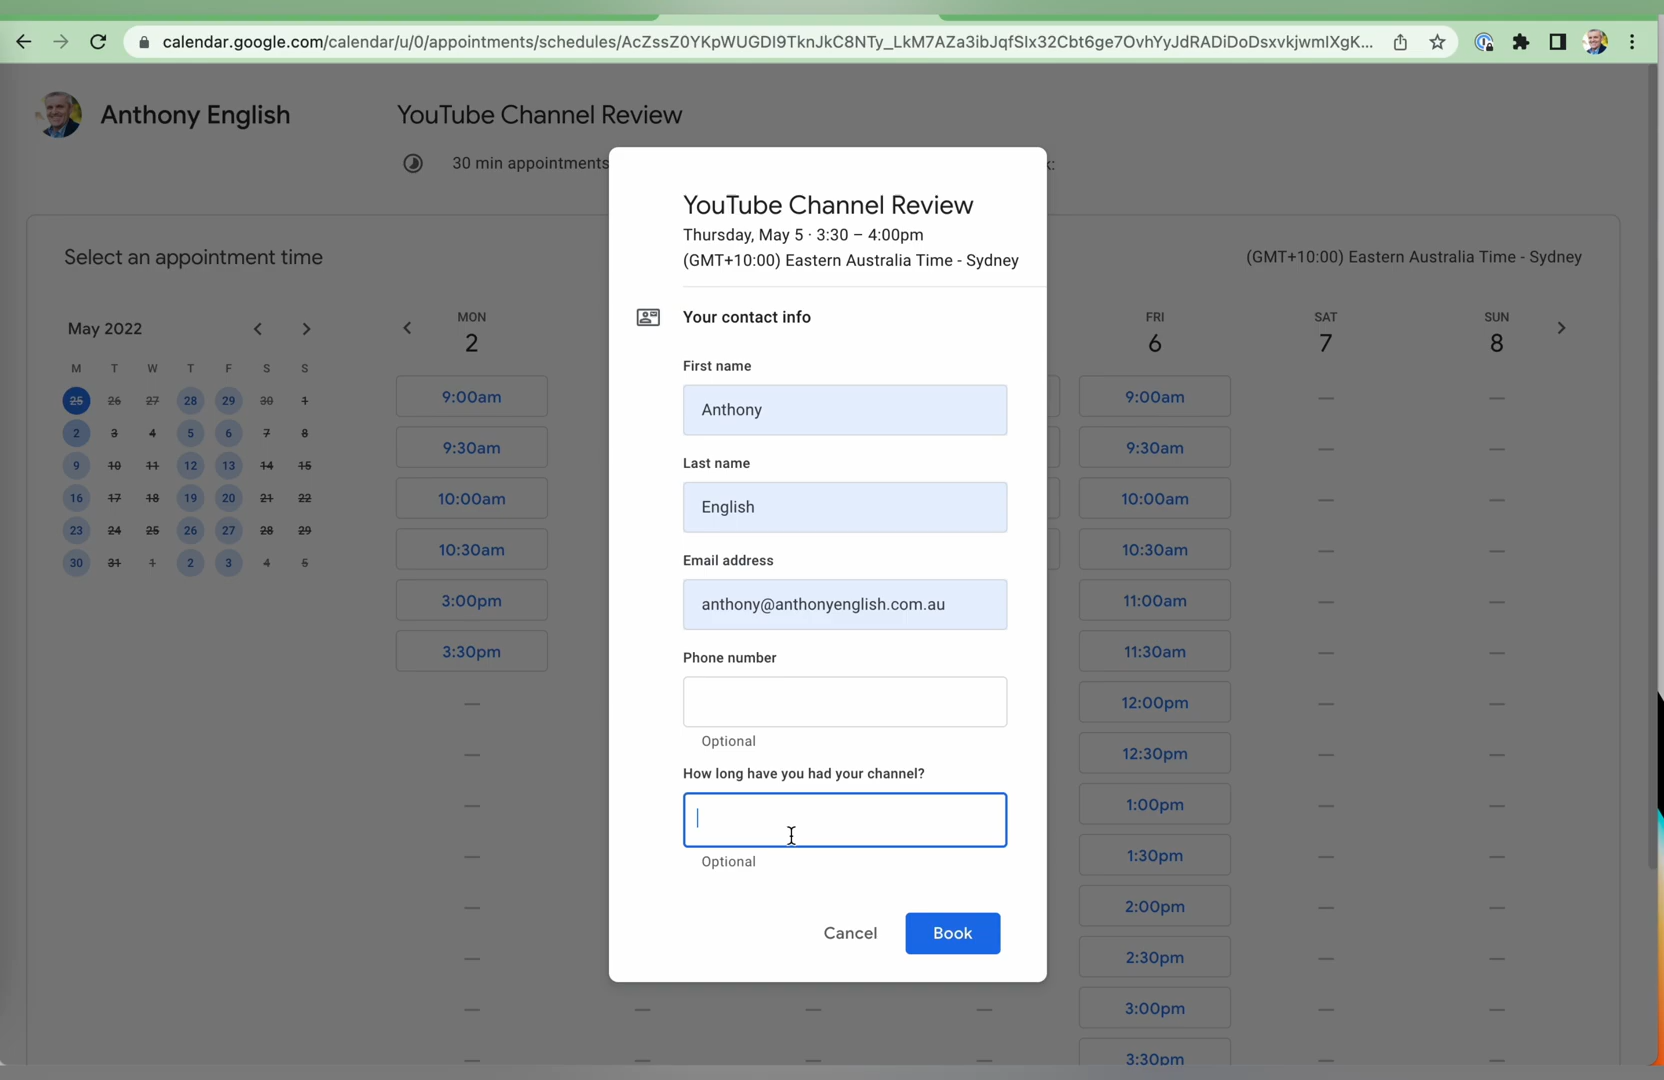 calendar.google.com/calendar/u/0/appointments/schedules/AcZssZ0YKpWUGDI9TknJkC8NTy_LkM7AZa3ibJqfSIx32Cbt6ge7OvhYyJdRADiDoDsxvkjwmIXgK...
Anthony English
YouTube Channel Review
30 min appointments
k:
Select an appointment time
(GMT+10:00) Eastern Australia Time - Sydney
May 2022
M T W T F S S
25 26 27 28 29 30 1
2 3 4 5 6 7 8
9 10 11 12 13 14 15
16 17 18 19 20 21 22
23 24 25 26 27 28 29
30 31 1 2 3 4 5
MON
2
9:00am
9:30am
10:00am
10:30am
3:00pm
3:30pm
YouTube Channel Review
Thursday, May 5 · 3:30 – 4:00pm
(GMT+10:00) Eastern Australia Time - Sydney
Your contact info
First name
Anthony
Last name
English
Email address
anthony@anthonyenglish.com.au
Phone number
Optional
How long have you had your channel?
Optional
Cancel
Book
FRI
6
9:00am
9:30am
10:00am
10:30am
11:00am
11:30am
12:00pm
12:30pm
1:00pm
1:30pm
2:00pm
2:30pm
3:00pm
3:30pm
SAT
7
SUN
8